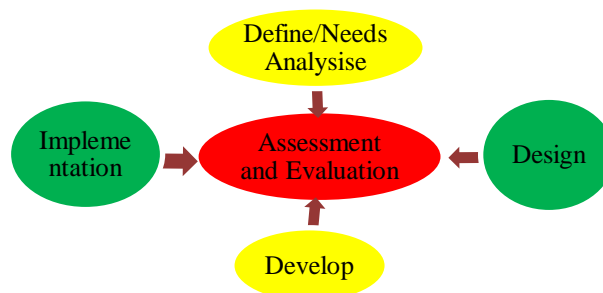 Define/Needs
Analysise
Impleme
ntation
Assessment
and Evaluation
Design
Develop